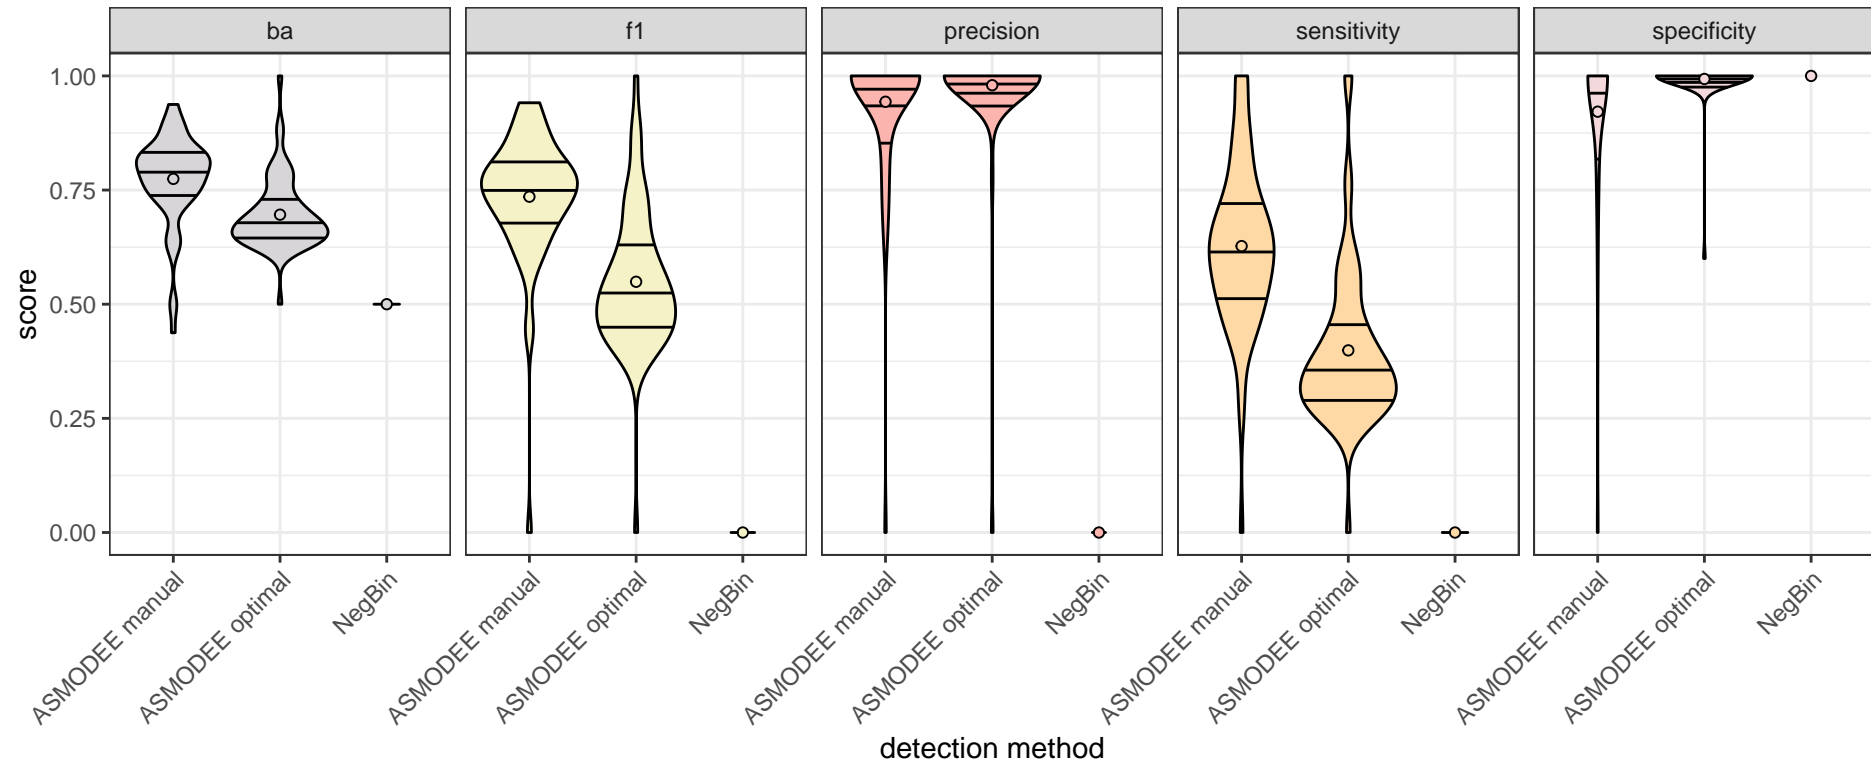 ba
f1
precision
sensitivity
specificity
score
1.00
0.75
0.50
0.25
0.00
ASMODEE manual
ASMODEE optimal
NegBin
ASMODEE manual
ASMODEE optimal
NegBin
ASMODEE manual
ASMODEE optimal
NegBin
ASMODEE manual
ASMODEE optimal
NegBin
ASMODEE manual
ASMODEE optimal
NegBin
detection method